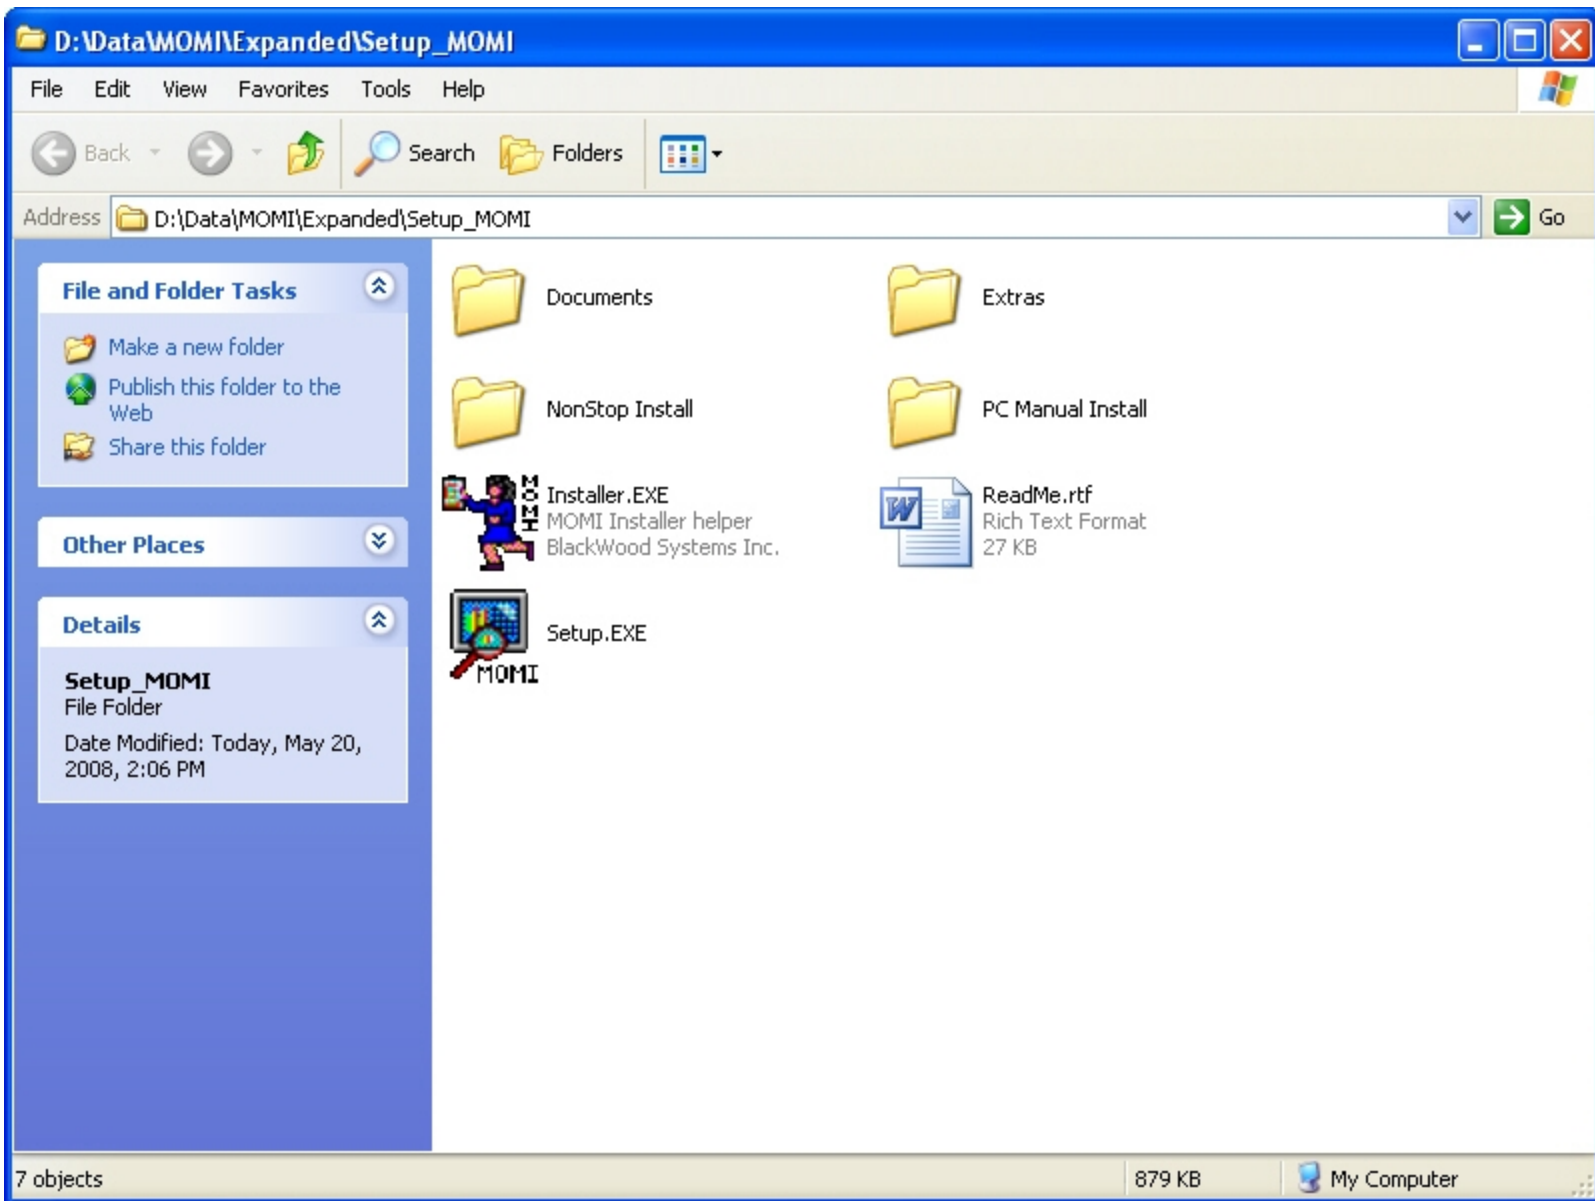 D:\Data\MOMI\Expanded\Setup_MOMI
File Edit View Favorites Tools Help
Back Search Folders
Address D:\Data\MOMI\Expanded\Setup_MOMI Go
File and Folder Tasks
Make a new folder
Publish this folder to the
Web
Share this folder
Other Places
Details
Setup_MOMI
File Folder
Date Modified: Today, May 20,
2008, 2:06 PM
Documents
Extras
NonStop Install
PC Manual Install
MOMI
Installer.EXE
MOMI Installer helper
BlackWood Systems Inc.
W
ReadMe.rtf
Rich Text Format
27 KB
MOMI
Setup.EXE
7 objects 879 KB My Computer